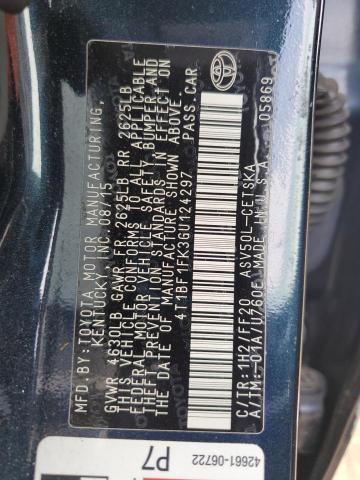 MFD. BY:TOYOTA MOTOR MANUFACTURING,
KENTUCKY, INC. 08/15
GVWR 4630LB GAWR FR 2625LB RR 2625LB
THIS VEHICLE CONFORMS TO ALL APPLICABLE
FEDERAL MOTOR VEHICLE SAFETY BUMPER, AND
THEFT PREVENTION STANDARDS IN EFFECT ON
THE DATE OF MANUFACTURE SHOWN ABOVE.
4T1BF1FK3GU124297 PASS.CAR
C/TR:1H2/FF20 ASV50L-CETSKA
A/TM:-01A/U760E MADE IN U.S.A
05869
42661-06722
P7